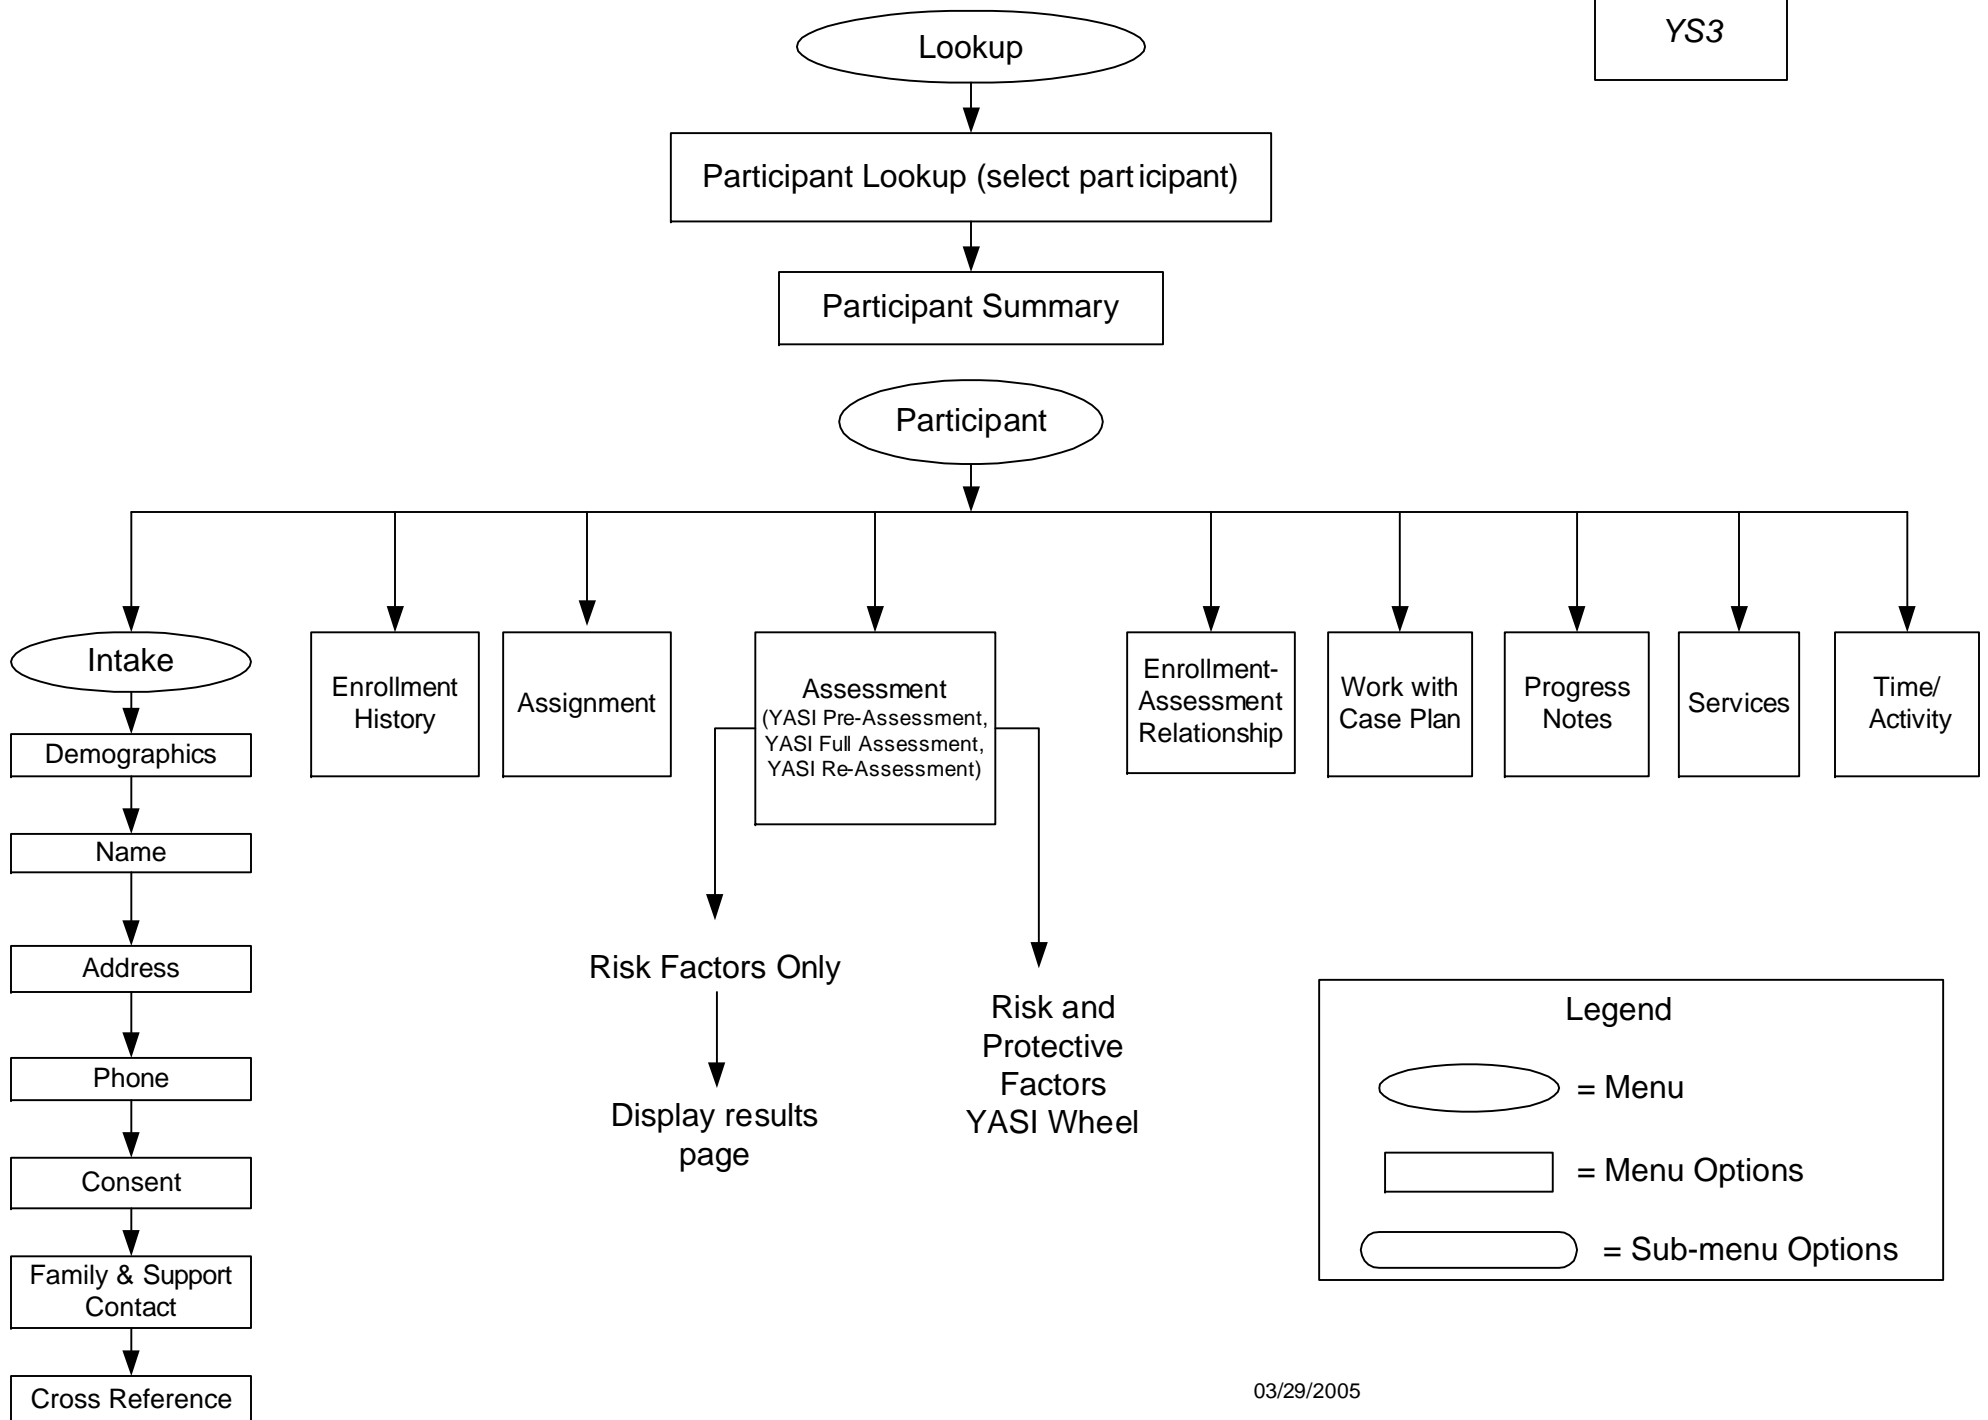 YS3
Lookup
Participant Lookup (select participant)
Participant Summary
Participant
Intake
Demographics
Name
Address
Phone
Consent
Family & Support
Contact
Cross Reference
Enrollment
History
Assignment
Assessment
(YASI Pre-Assessment,
YASI Full Assessment,
YASI Re-Assessment)
Risk Factors Only
Display results
page
Risk and
Protective
Factors
YASI Wheel
Enrollment-
Assessment
Relationship
Work with
Case Plan
Progress
Notes
Services
Time/
Activity
Legend
= Menu
= Menu Options
= Sub-menu Options
03/29/2005